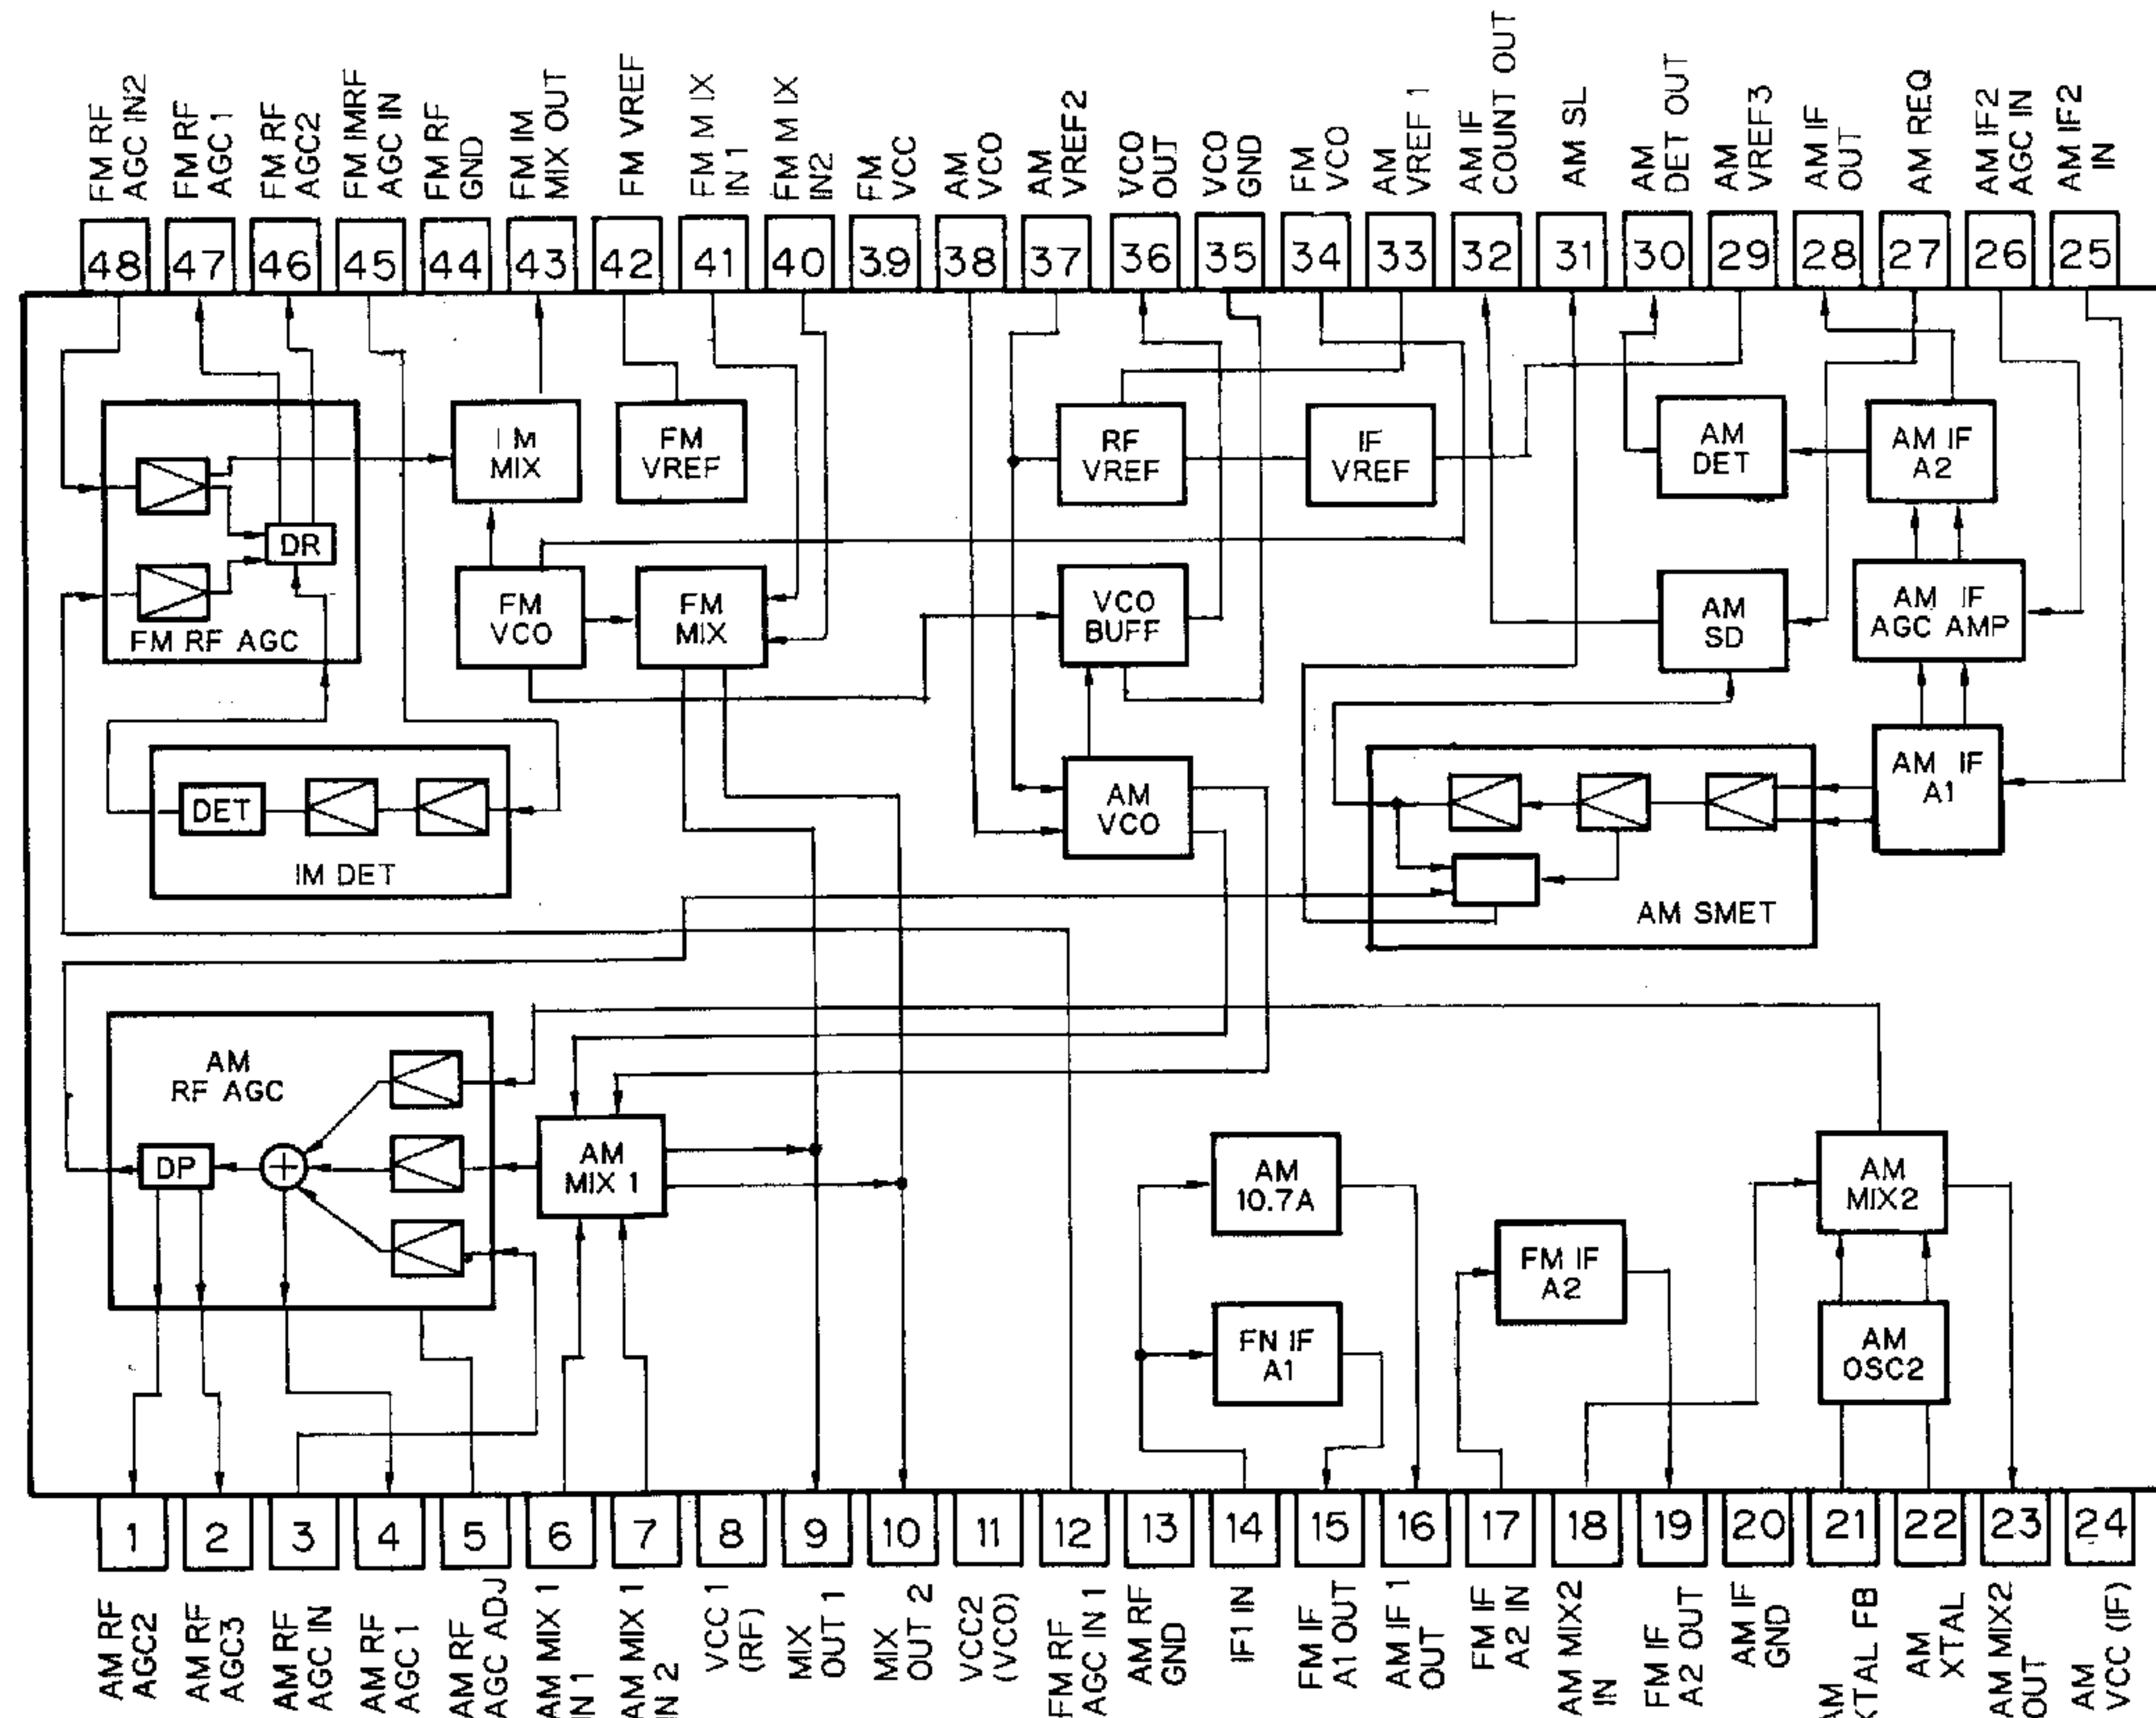 FM RF
AGC IN2
FM RF
AGC 1
FM RF
AGC2
FM IMRF
AGC IN
FM RF
GND
FM IM
MIX OUT
FM VREF
FM M IX
IN 1
FM M IX
IN2
FM
VCC
AM
VCO
AM
VREF2
VCO
OUT
VCO
GND
FM
VCO
AM
VREF 1
AM IF
COUNT OUT
AM SL
AM
DET OUT
AM
VREF3
AM IF
OUT
AM REQ
AM IF2
AGC IN
AM IF2
IN
48 47 46 45 44 43 42 41 40 39 38 37 36 35 34 33 32 31 30 29 28 27 26 25
DR
FM RF AGC
I M
MIX
FM
VREF
RF
VREF
IF
VREF
AM
DET
AM IF
A2
FM
VCO
FM
MIX
VCO
BUFF
AM
SD
AM IF
AGC AMP
DET
IM DET
AM
VCO
AM IF
A1
AM SMET
AM
RF AGC
DP
+
AM
MIX 1
AM
10.7A
FN IF
A1
FM IF
A2
AM
MIX2
AM
OSC2
1 2 3 4 5 6 7 8 9 10 11 12 13 14 15 16 17 18 19 20 21 22 23 24
AM RF
AGC2
AM RF
AGC3
AM RF
AGC IN
AM RF
AGC 1
AM RF
AGC ADJ
AM MIX 1
IN 1
AM MIX 1
IN 2
VCC 1
(RF)
MIX
OUT 1
MIX
OUT 2
VCC2
(VCO)
FM RF
AGC IN 1
AM RF
GND
IF1 IN
FM IF
A1 OUT
AM IF 1
OUT
FM IF
A2 IN
AM MIX2
IN
FM IF
A2 OUT
AM IF
GND
AM
XTAL FB
AM
XTAL
AM MIX2
OUT
AM
VCC (IF)